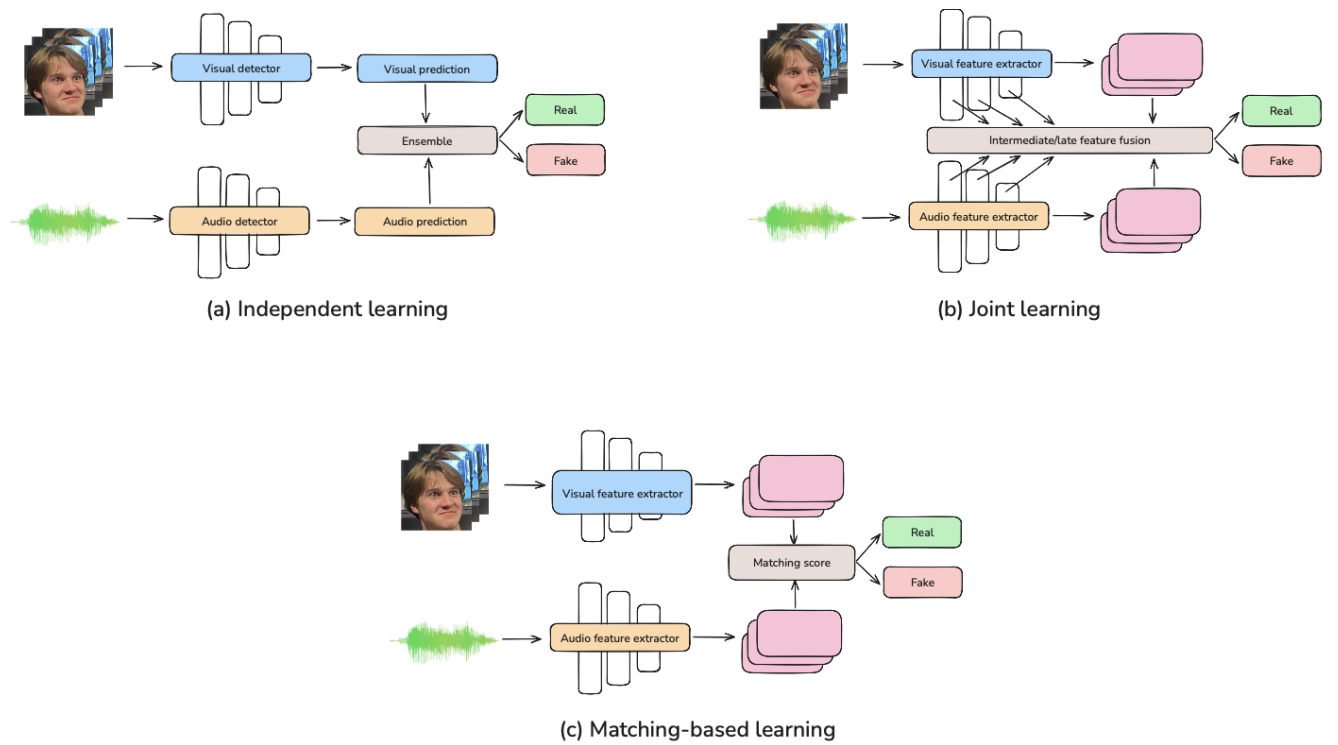 Visual detector
Visual prediction
Ensemble
Real
Fake
Audio detector
Audio prediction
(a) Independent learning
Visual feature extractor
Intermediate/late feature fusion
Real
Fake
Audio feature extractor
(b) Joint learning
Visual feature extractor
Matching score
Real
Fake
Audio feature extractor
(c) Matching-based learning